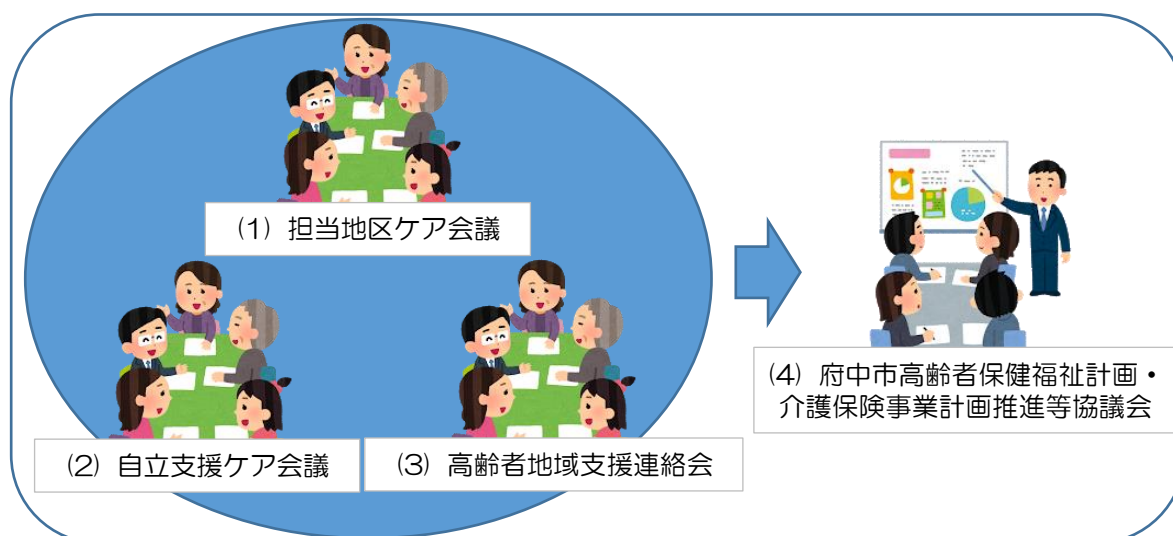 (1) 担当地区ケア会議
(2) 自立支援ケア会議
(3) 高齢者地域支援連絡会
(4) 府中市高齢者保健福祉計画・
介護保険事業計画推進等協議会